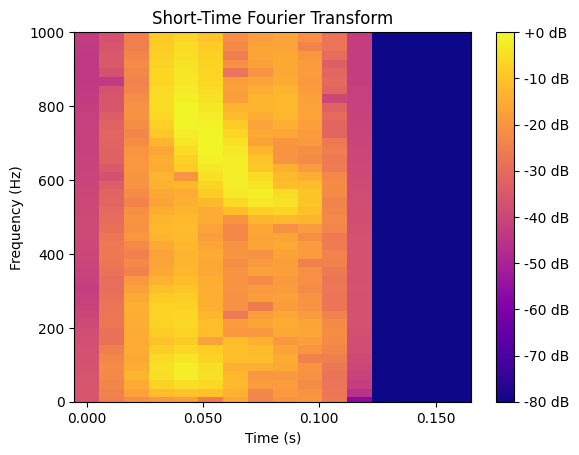 Short-Time Fourier Transform
1000
800
600
400
200
0
Frequency (Hz)
0.000
0.050
0.100
0.150
Time (s)
+0 dB
-10 dB
-20 dB
-30 dB
-40 dB
-50 dB
-60 dB
-70 dB
-80 dB